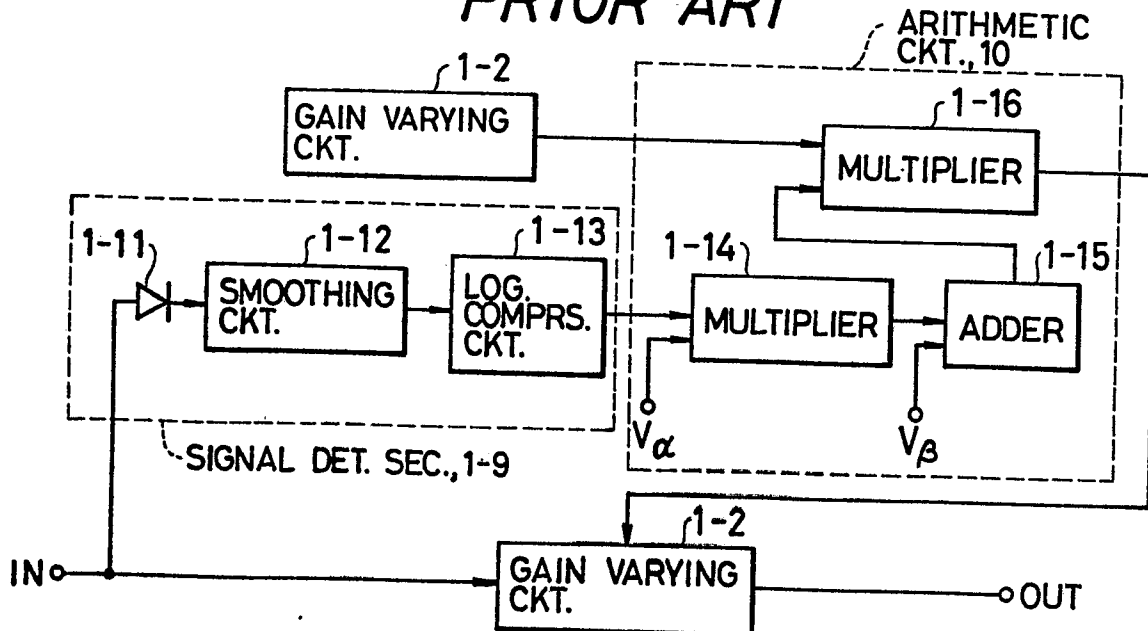 PRIOR ART
ARITHMETIC
CKT., 10
1-2
GAIN VARYING
CKT.
1-16
MULTIPLIER
1-11
1-12
SMOOTHING
CKT.
1-13
LOG.
COMPRS.
CKT.
1-14
MULTIPLIER
1-15
ADDER
Vα
Vβ
SIGNAL DET. SEC., 1-9
1-2
IN
GAIN VARYING
CKT.
OUT